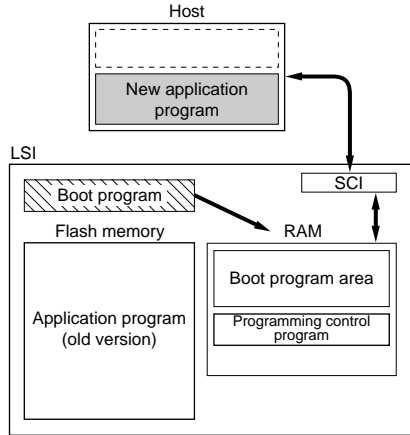 Host
New application
program
LSI
SCI
Boot program
Flash memory
RAM
Boot program area
Application program
(old version)
Programming control
program